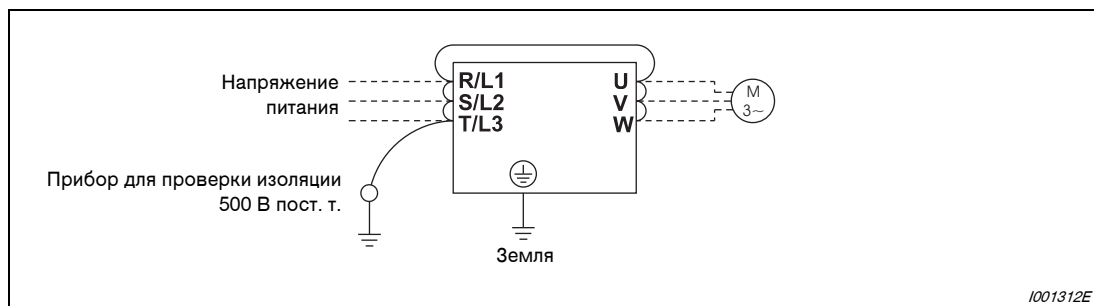 Напряжение
питания
R/L1
S/L2
T/L3
U
V
W
M
3~
Прибор для проверки изоляции
500 В пост. т.
Земля
I001312E